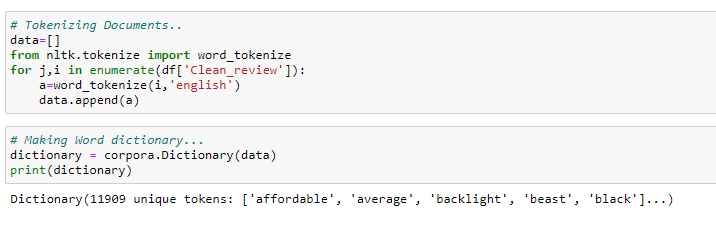 # Tokenizing Documents..
data=[]
from nltk.tokenize import word_tokenize
for j,i in enumerate(df['Clean_review']):
    a=word_tokenize(i,'english')
    data.append(a)
# Making Word dictionary...
dictionary = corpora.Dictionary(data)
print(dictionary)
Dictionary(11909 unique tokens: ['affordable', 'average', 'backlight', 'beast', 'black']...)